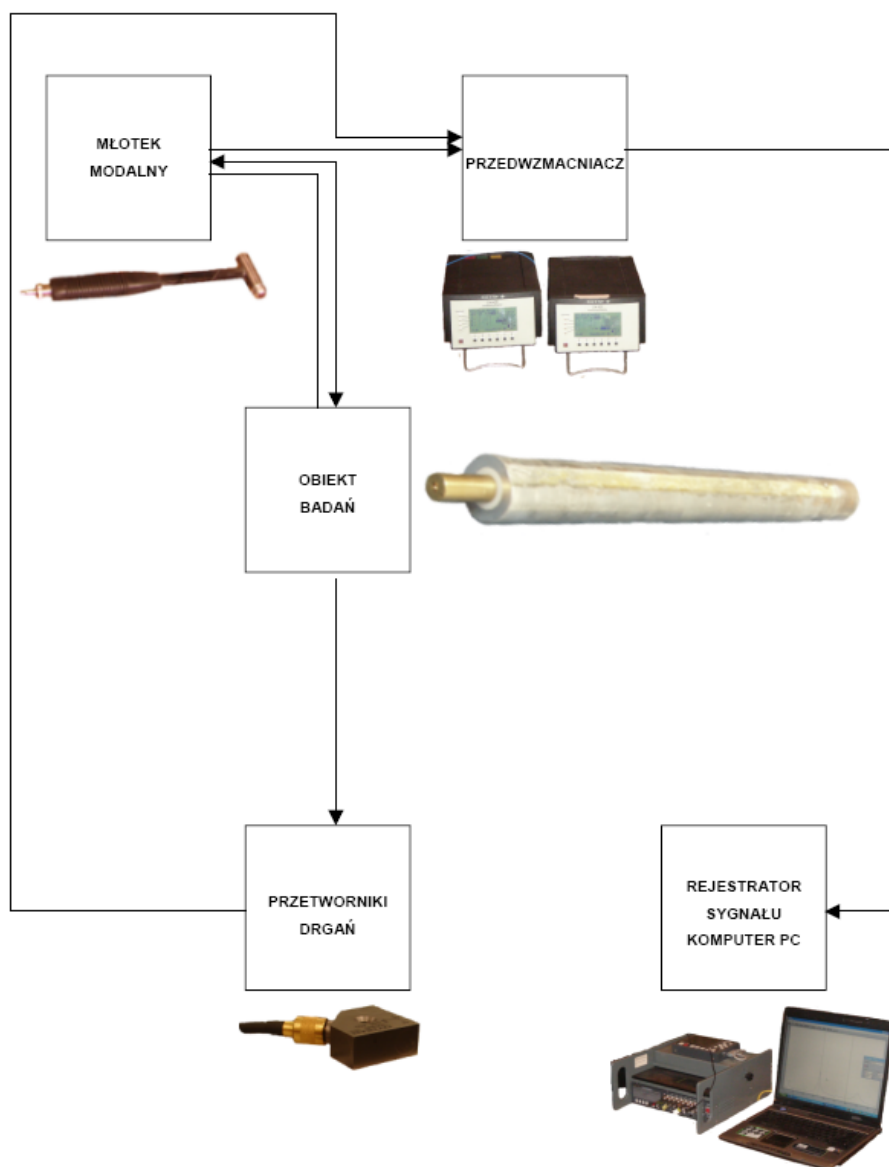 MŁOTEK
MODALNY
PRZEDWZMACNIACZ
OBIEKT
BADAŃ
PRZETWORNIKI
DRGAŃ
REJESTRATOR
SYGNAŁU
KOMPUTER PC